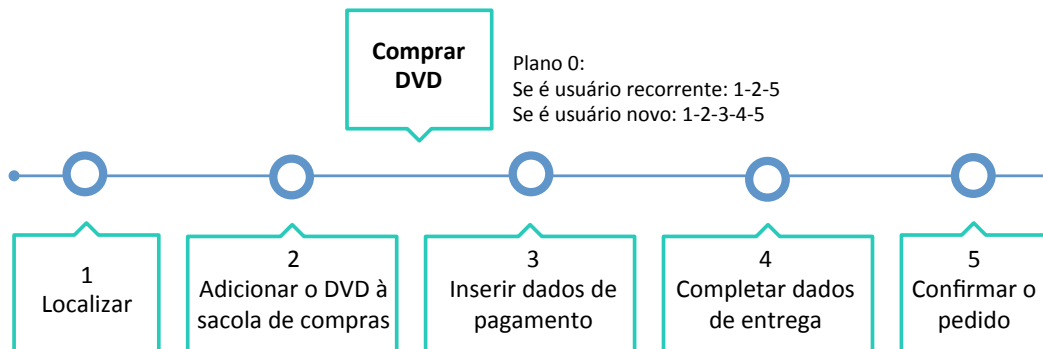 Comprar
DVD
Plano 0:
Se é usuário recorrente: 1-2-5
Se é usuário novo: 1-2-3-4-5
1
Localizar
2
Adicionar o DVD à
sacola de compras
3
Inserir dados de
pagamento
4
Completar dados
de entrega
5
Confirmar o
pedido